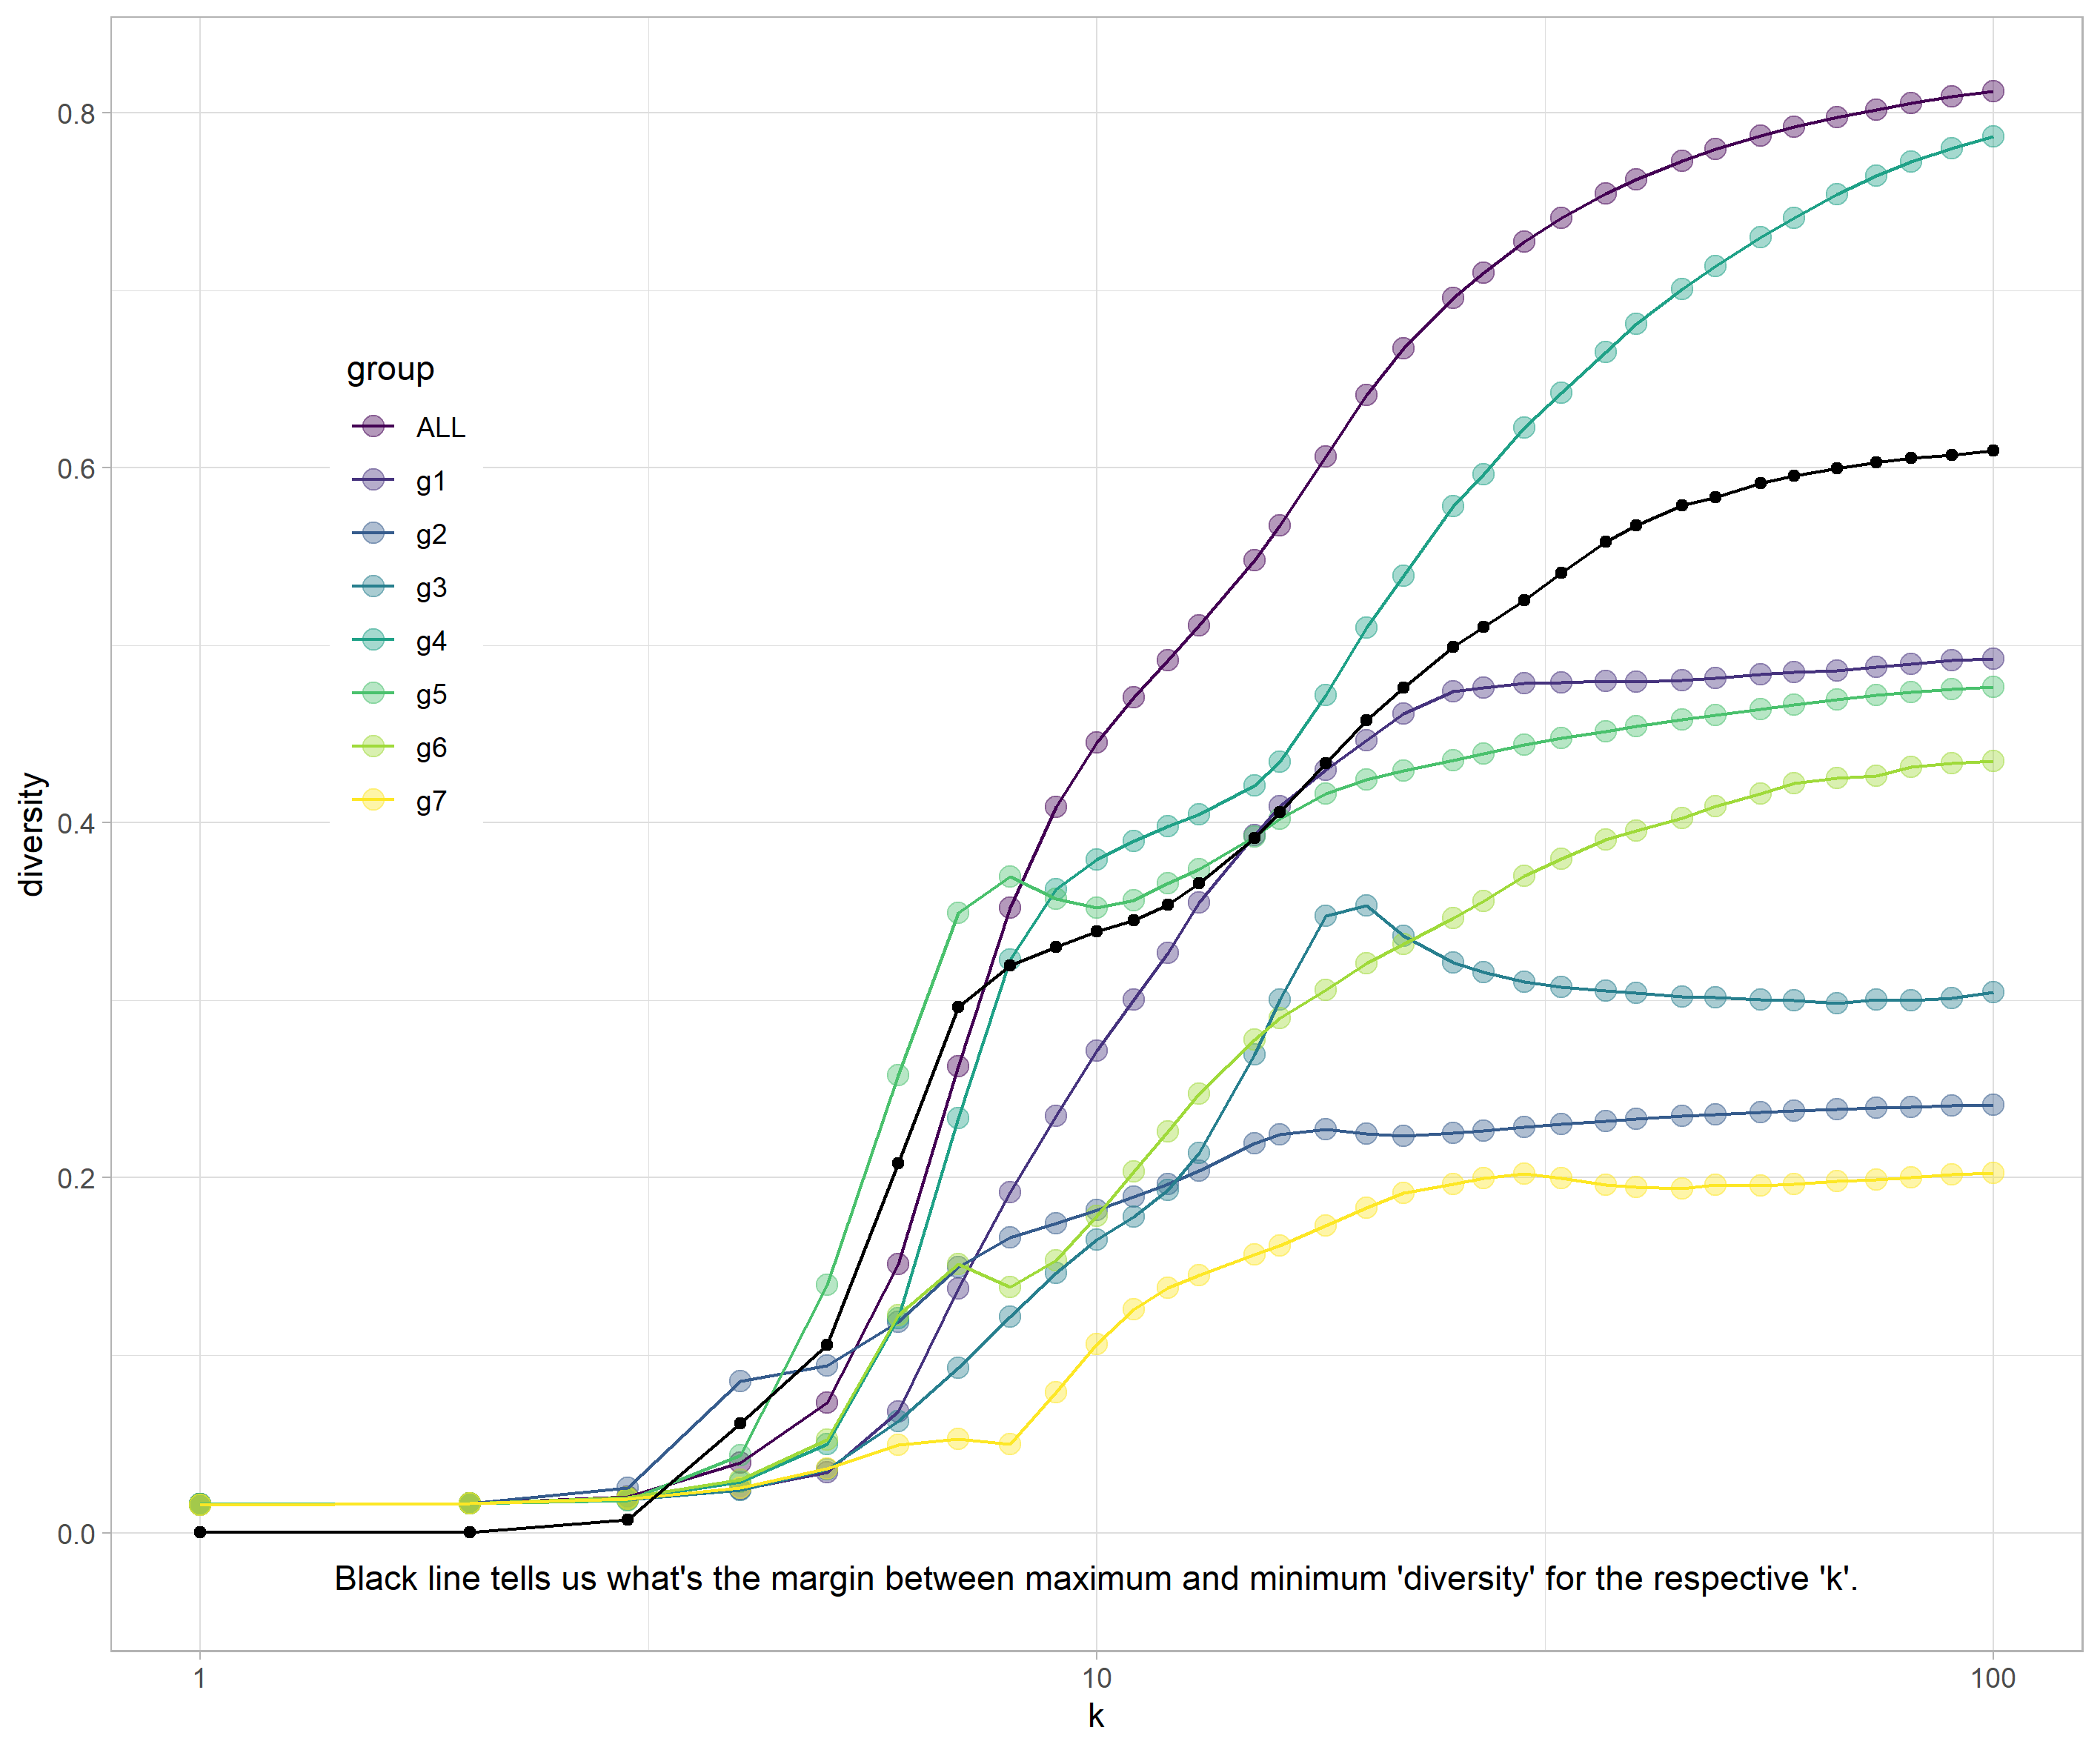 0.8
0.6
0.4
0.2
0.0
diversity
group
ALL
g1
g2
g3
g4
g5
g6
g7
Black line tells us what's the margin between maximum and minimum 'diversity' for the respective 'k'.
1
10
100
k